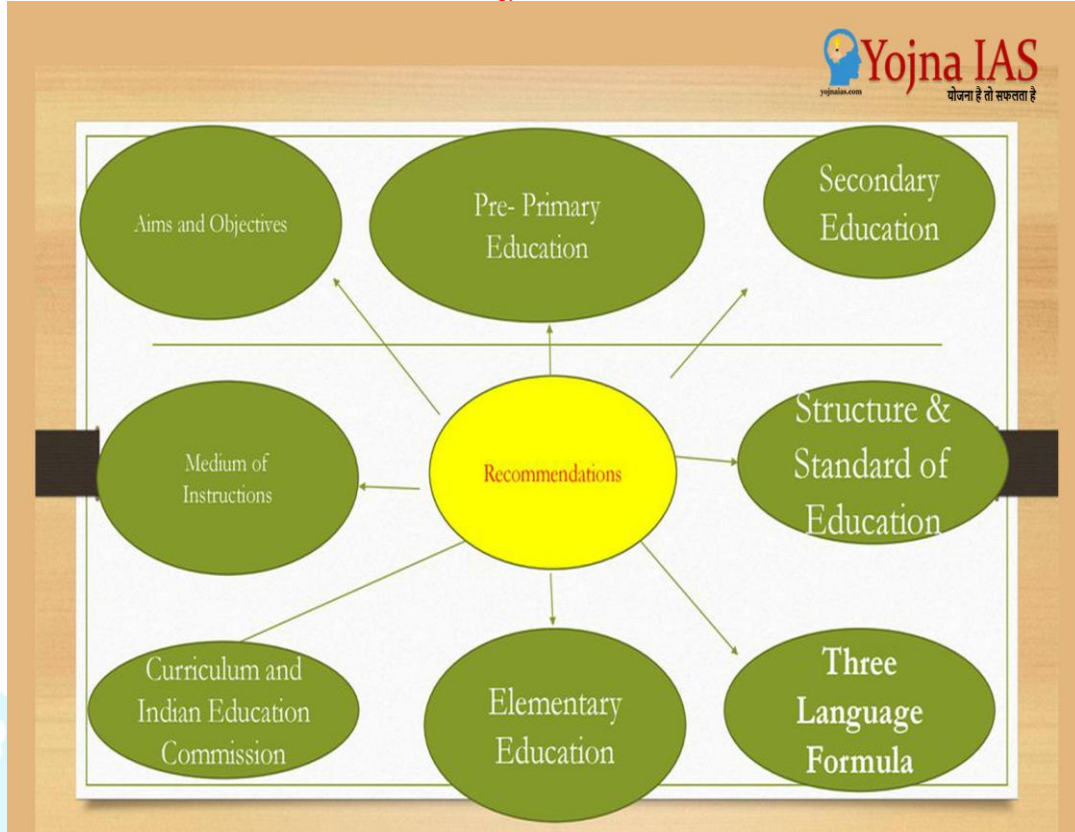 Yojna IAS
yojnaias.com
योजना है तो सफलता है
Aims and Objectives
Pre- Primary
Education
Secondary
Education
Medium of
Instructions
Recommendations
Structure &
Standard of
Education
Curriculum and
Indian Education
Commission
Elementary
Education
Three
Language
Formula